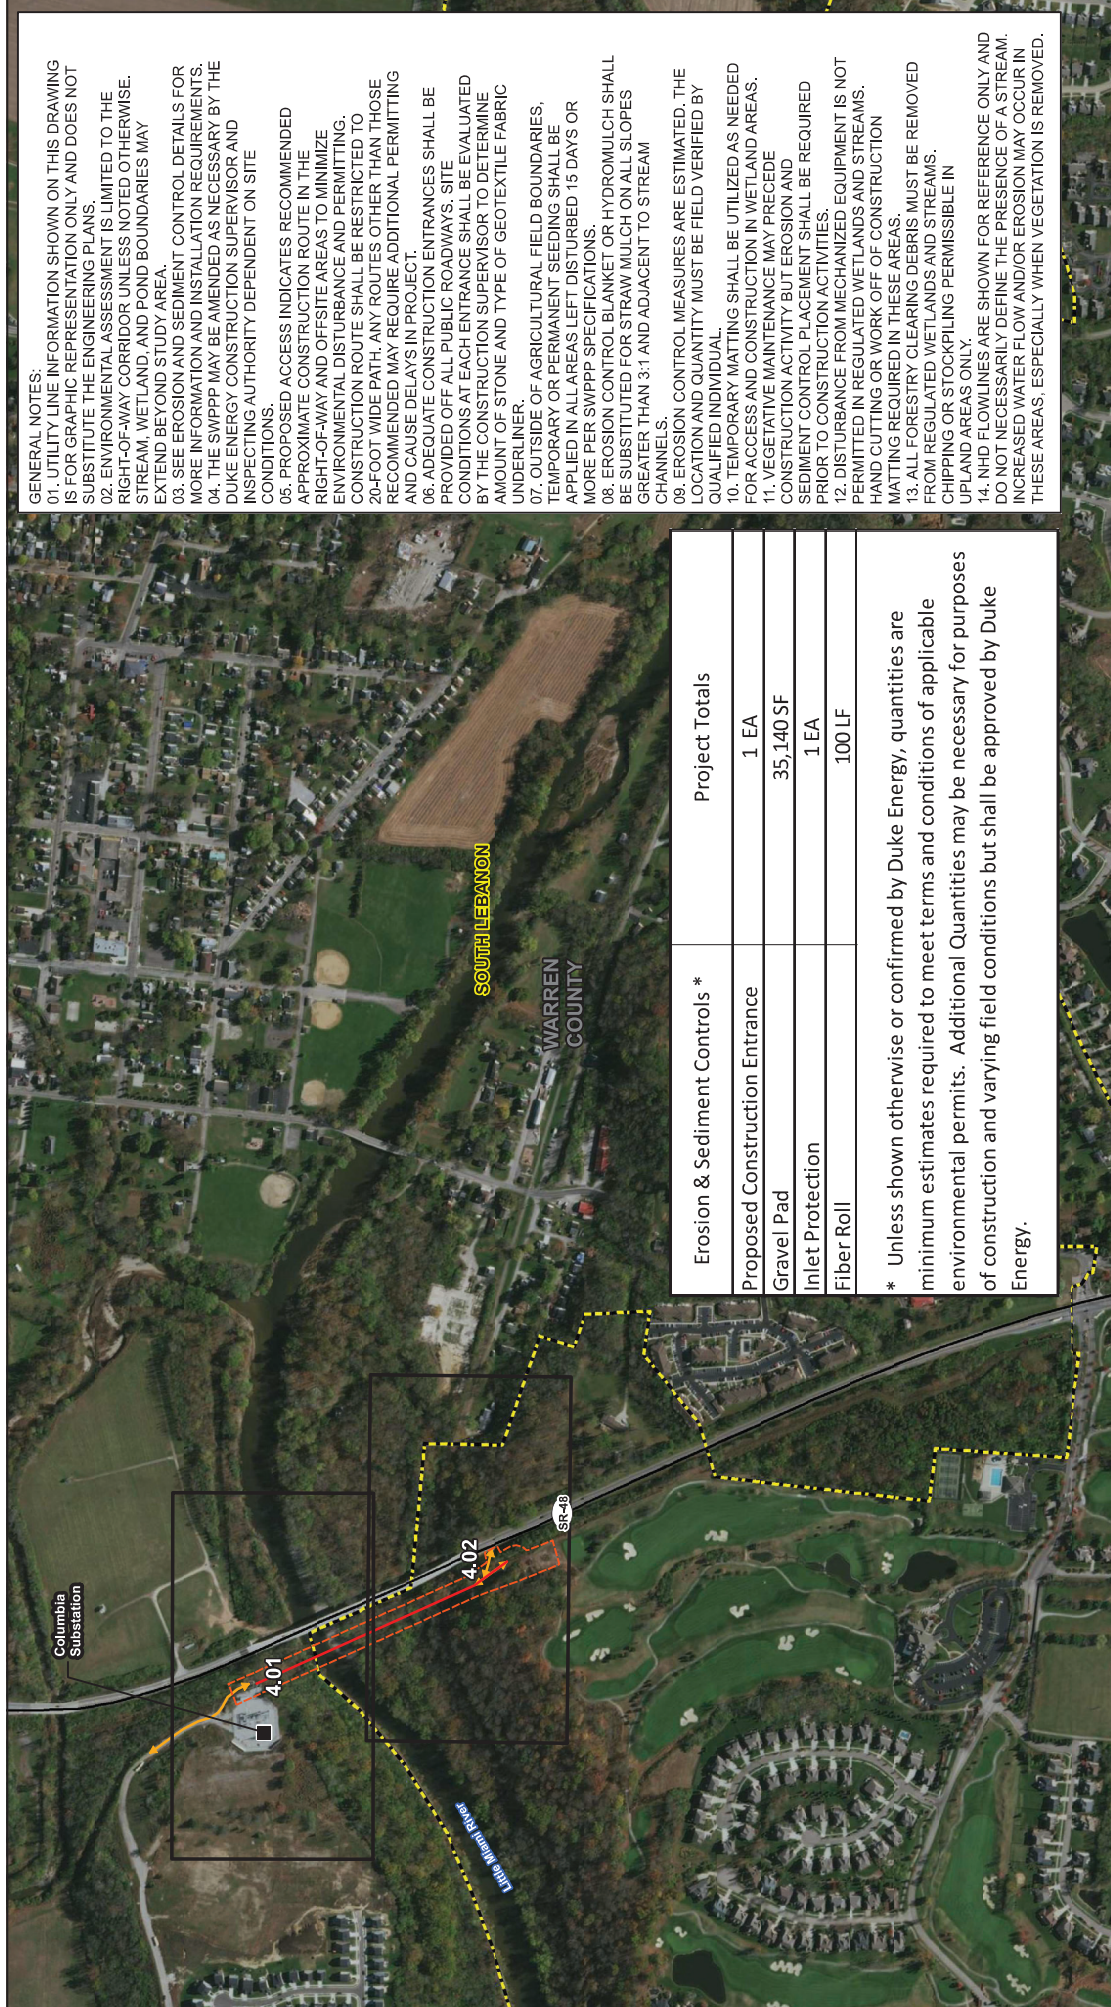 GENERAL NOTES:
01 UTILITY LINE INFORMATION SHOWN ON THIS DRAWING
IS FOR GRAPHIC REPRESENTATION ONLY AND DOES NOT
SUBSTITUTE THE ENGINEERING PLANS.
02. ENVIRONMENTAL ASSESSMENT IS LIMITED TO THE
RIGHT-OF-WAY CORRIDOR UNLESS NOTED OTHERWISE.
STREAM, WETLAND, AND POND BOUNDARIES MAY
EXTEND BEYOND STUDY AREA.
03. SEE EROSION AND SEDIMENT CONTROL DETAILS FOR
MORE INFORMATION AND INSTALLATION REQUIREMENTS.
04. THE SWPPP MAY BE AMENDED AS NECESSARY BY THE
DUKE ENERGY CONSTRUCTION SUPERVISOR AND
INSPECTING AUTHORITY DEPENDENT ON SITE
CONDITIONS.
05. PROPOSED ACCESS INDICATES RECOMMENDED
APPROXIMATE CONSTRUCTION ROUTE IN THE
RIGHT-OF-WAY AND OFFSITE AREAS TO MINIMIZE
ENVIRONMENTAL DISTURBANCE AND PERMITTING.
CONSTRUCTION ROUTE SHALL BE RESTRICTED TO
20-FOOT WIDE PATH. ANY ROUTES OTHER THAN THOSE
RECOMMENDED MAY REQUIRE ADDITIONAL PERMITTING
AND CAUSE DELAYS IN PROJECT.
06. ADEQUATE CONSTRUCTION ENTRANCES SHALL BE
PROVIDED OFF ALL PUBLIC ROADWAYS. SITE
CONDITIONS AT EACH ENTRANCE SHALL BE EVALUATED
BY THE CONSTRUCTION SUPERVISOR TO DETERMINE
AMOUNT OF STONE AND TYPE OF GEOTEXTILE FABRIC
UNDERLINER.
07. OUTSIDE OF AGRICULTURAL FIELD BOUNDARIES,
TEMPORARY OR PERMANENT SEEDING SHALL BE
APPLIED IN ALL AREAS LEFT DISTURBED 15 DAYS OR
MORE PER SWPPP SPECIFICATIONS.
08. EROSION CONTROL BLANKET OR HYDROMULCH SHALL
BE SUBSTITUTED FOR STRAW MULCH ON ALL SLOPES
GREATER THAN 3:1 AND ADJACENT TO STREAM
CHANNELS.
09. EROSION CONTROL MEASURES ARE ESTIMATED. THE
LOCATION AND QUANTITY MUST BE FIELD VERIFIED BY
QUALIFIED INDIVIDUAL.
10. TEMPORARY MATTING SHALL BE UTILIZED AS NEEDED
FOR ACCESS AND CONSTRUCTION IN WETLAND AREAS.
11. VEGETATIVE MAINTENANCE MAY PRECEDE
CONSTRUCTION ACTIVITY BUT EROSION AND
SEDIMENT CONTROL PLACEMENT SHALL BE REQUIRED
PRIOR TO CONSTRUCTION ACTIVITIES.
12. DISTURBANCE FROM MECHANIZED EQUIPMENT IS NOT
PERMITTED IN REGULATED WETLANDS AND STREAMS.
HAND CUTTING OR WORK OFF OF CONSTRUCTION
MATTING REQUIRED IN THESE AREAS.
13. ALL FORESTRY CLEARING DEBRIS MUST BE REMOVED
FROM REGULATED WETLANDS AND STREAMS.
CHIPPING OR STOCKPILING PERMISSIBLE IN
UPLAND AREAS ONLY.
14. NHD FLOWLINES ARE SHOWN FOR REFERENCE ONLY AND
DO NOT NECESSARILY DEFINE THE PRESENCE OF A STREAM.
INCREASED WATER FLOW AND/OR EROSION MAY OCCUR IN
THESE AREAS, ESPECIALLY WHEN VEGETATION IS REMOVED.
Columbia
Substation
4.01
4.02
SR-48
Little Miami River
SOUTH LEBANON
WARREN
COUNTY
Erosion & Sediment Controls * Project Totals
Proposed Construction Entrance 1 EA
Gravel Pad 35,140 SF
Inlet Protection 1 EA
Fiber Roll 100 LF
* Unless shown otherwise or confirmed by Duke Energy, quantities are
minimum estimates required to meet terms and conditions of applicable
environmental permits. Additional Quantities may be necessary for purposes
of construction and varying field conditions but shall be approved by Duke
Energy.